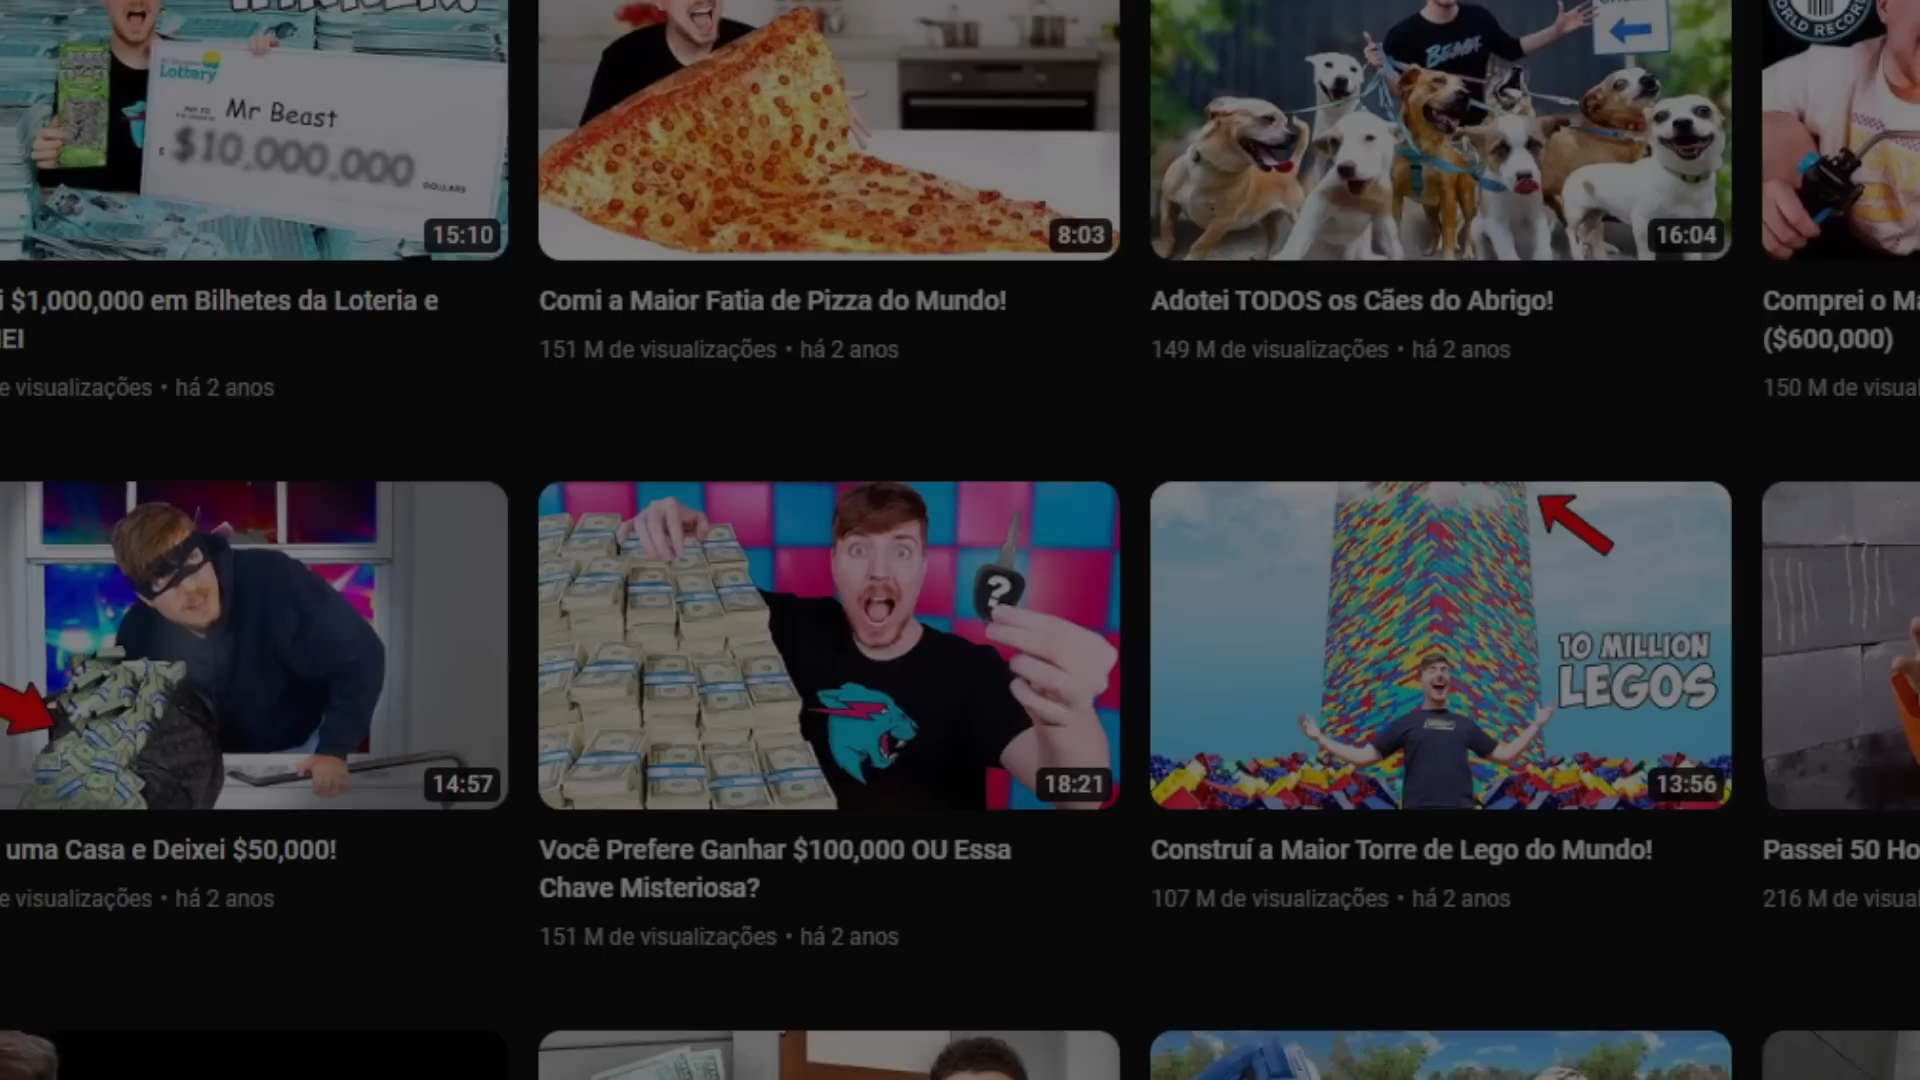 Lottery
Mr Beast
$10,000,000
DOLLARS
15:10
8:03
BEAST
16:04
WORLD RECORD
i $1,000,000 em Bilhetes da Loteria e
EI
e visualizações • há 2 anos
Comi a Maior Fatia de Pizza do Mundo!
151 M de visualizações • há 2 anos
Adotei TODOS os Cães do Abrigo!
149 M de visualizações • há 2 anos
Comprei o Ma
($600,000)
150 M de visual
14:57
?
18:21
10 MILLION
LEGOS
13:56
uma Casa e Deixei $50,000!
e visualizações • há 2 anos
Você Prefere Ganhar $100,000 OU Essa
Chave Misteriosa?
151 M de visualizações • há 2 anos
Construí a Maior Torre de Lego do Mundo!
107 M de visualizações • há 2 anos
Passei 50 Ho
216 M de visual